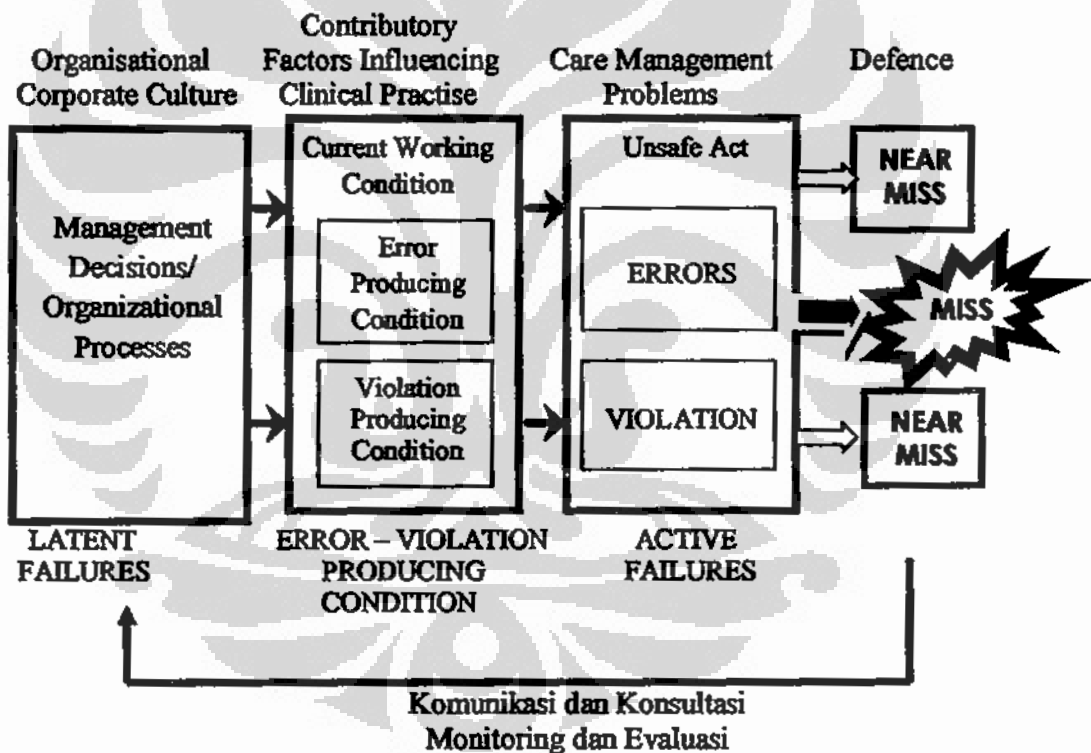 Organisational
Corporate Culture
Contributory
Factors Influencing
Clinical Practise
Care Management
Problems
Defence
Management
Decisions/
Organizational
Processes
Current Working
Condition
Error
Producing
Condition
Violation
Producing
Condition
Unsafe Act
ERRORS
VIOLATION
NEAR
MISS
MISS
NEAR
MISS
LATENT
FAILURES
ERROR – VIOLATION
PRODUCING
CONDITION
ACTIVE
FAILURES
Komunikasi dan Konsultasi
Monitoring dan Evaluasi